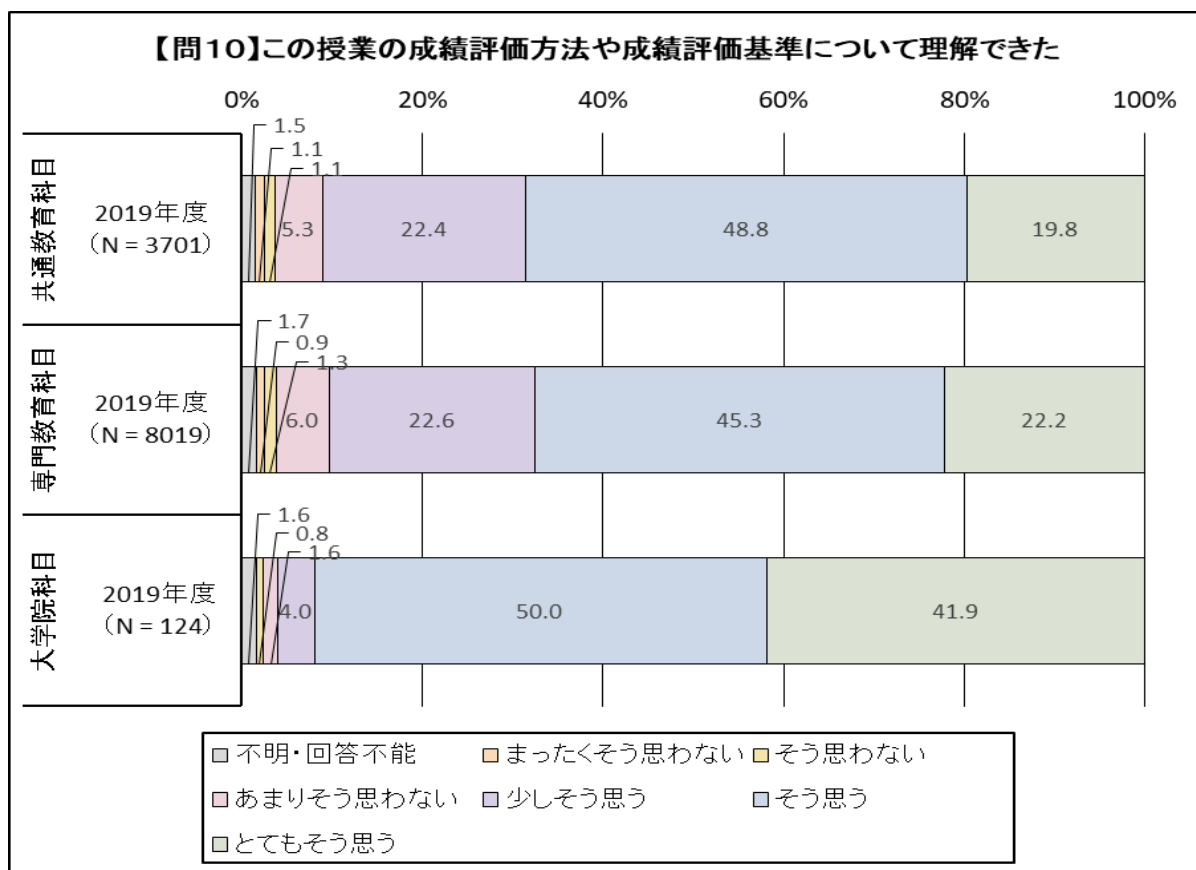 【問10】この授業の成績評価方法や成績評価基準について理解できた
0% 20% 40% 60% 80% 100%
共通教育科目
2019年度
（N = 3701）
1.5
1.1
1.1
5.3 22.4 48.8 19.8
専門教育科目
2019年度
（N = 8019）
1.7
0.9
1.3
6.0 22.6 45.3 22.2
大学院科目
2019年度
（N = 124）
1.6
0.8
1.6
4.0 50.0 41.9
不明・回答不能 まったくそう思わない そう思わない
あまりそう思わない 少しそう思う そう思う
とてもそう思う